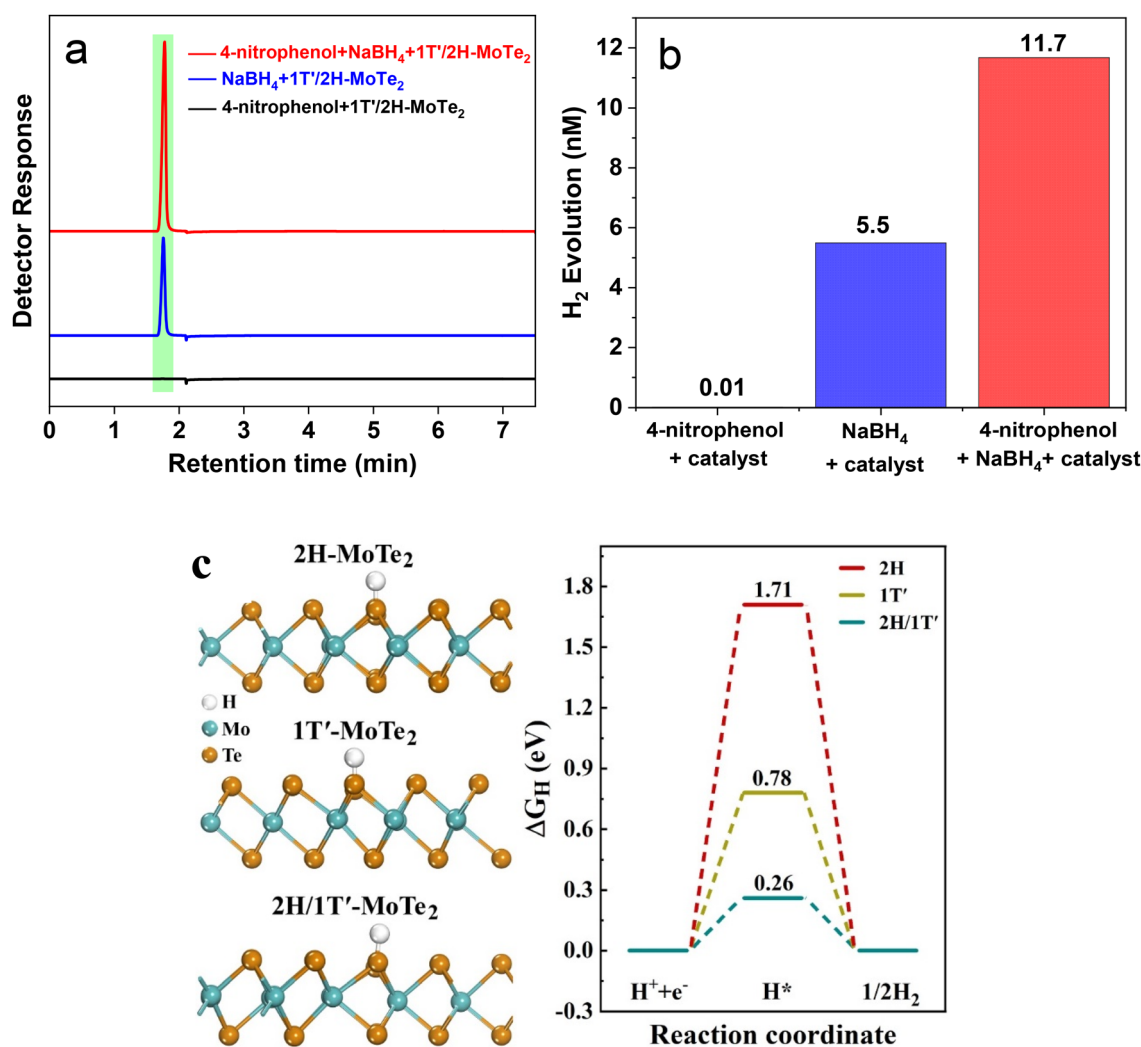 a
4-nitrophenol+NaBH₄+1T'/2H-MoTe₂
NaBH₄+1T'/2H-MoTe₂
4-nitrophenol+1T'/2H-MoTe₂
Detector Response
0 1 2 3 4 5 6 7
Retention time (min)
b
H₂ Evolution (nM)
12
10
8
6
4
2
0
0.01
5.5
11.7
4-nitrophenol
+ catalyst
NaBH₄
+ catalyst
4-nitrophenol
+ NaBH₄+ catalyst
c
2H-MoTe₂
H
Mo
Te
1T′-MoTe₂
2H/1T′-MoTe₂
ΔG_H (eV)
1.8
1.5
1.2
0.9
0.6
0.3
0.0
-0.3
2H
1T′
2H/1T′
1.71
0.78
0.26
H⁺+e⁻
H*
1/2H₂
Reaction coordinate